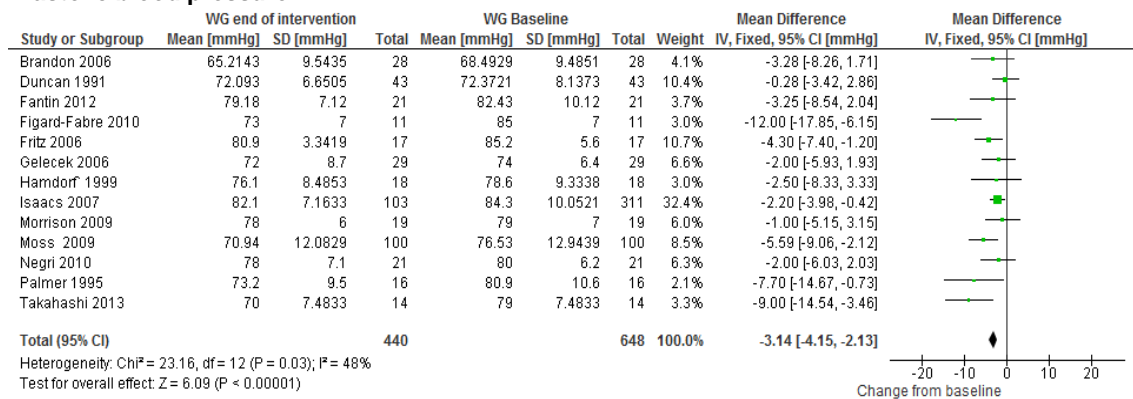 WG end of intervention WG Baseline Mean Difference Mean Difference
Study or Subgroup Mean [mmHg] SD [mmHg] Total Mean [mmHg] SD [mmHg] Total Weight IV, Fixed, 95% CI [mmHg] IV, Fixed, 95% CI [mmHg]
Brandon 2006 65.2143 9.5435 28 68.4929 9.4851 28 4.1% -3.28 [-8.26, 1.71]
Duncan 1991 72.093 6.6505 43 72.3721 8.1373 43 10.4% -0.28 [-3.42, 2.86]
Fantin 2012 79.18 7.12 21 82.43 10.12 21 3.7% -3.25 [-8.54, 2.04]
Figard-Fabre 2010 73 7 11 85 7 11 3.0% -12.00 [-17.85, -6.15]
Fritz 2006 80.9 3.3419 17 85.2 5.6 17 10.7% -4.30 [-7.40, -1.20]
Gelecek 2006 72 8.7 29 74 6.4 29 6.6% -2.00 [-5.93, 1.93]
Hamdorf 1999 76.1 8.4853 18 78.6 9.3338 18 3.0% -2.50 [-8.33, 3.33]
Isaacs 2007 82.1 7.1633 103 84.3 10.0521 311 32.4% -2.20 [-3.98, -0.42]
Morrison 2009 78 6 19 79 7 19 6.0% -1.00 [-5.15, 3.15]
Moss 2009 70.94 12.0829 100 76.53 12.9439 100 8.5% -5.59 [-9.06, -2.12]
Negri 2010 78 7.1 21 80 6.2 21 6.3% -2.00 [-6.03, 2.03]
Palmer 1995 73.2 9.5 16 80.9 10.6 16 2.1% -7.70 [-14.67, -0.73]
Takahashi 2013 70 7.4833 14 79 7.4833 14 3.3% -9.00 [-14.54, -3.46]
Total (95% CI) 440 648 100.0% -3.14 [-4.15, -2.13]
Heterogeneity: Chi² = 23.16, df = 12 (P = 0.03); I² = 48%
Test for overall effect: Z = 6.09 (P < 0.00001)
-20 -10 0 10 20
Change from baseline